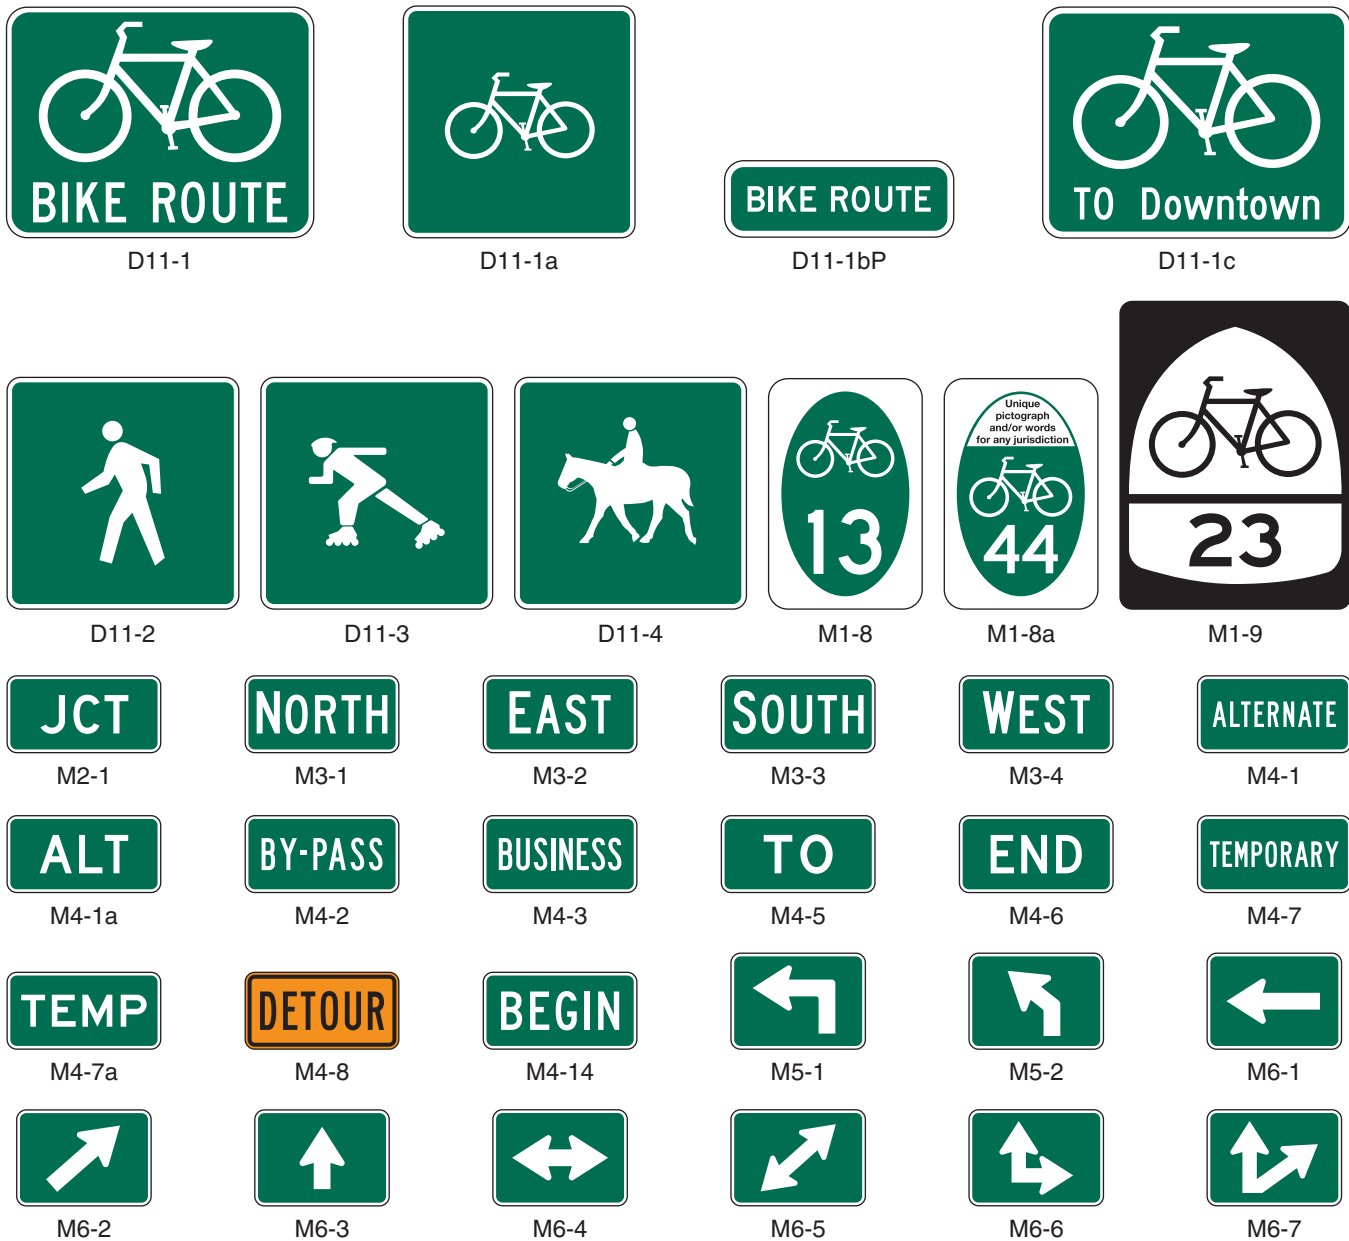 BIKE ROUTE
BIKE ROUTE
TO Downtown
D11-1
D11-1a
D11-1bP
D11-1c
Unique
pictograph
and/or words
for any jurisdiction
13
44
23
D11-2
D11-3
D11-4
M1-8
M1-8a
M1-9
JCT
NORTH
EAST
SOUTH
WEST
ALTERNATE
M2-1
M3-1
M3-2
M3-3
M3-4
M4-1
ALT
BY-PASS
BUSINESS
TO
END
TEMPORARY
M4-1a
M4-2
M4-3
M4-5
M4-6
M4-7
TEMP
DETOUR
BEGIN
M4-7a
M4-8
M4-14
M5-1
M5-2
M6-1
M6-2
M6-3
M6-4
M6-5
M6-6
M6-7